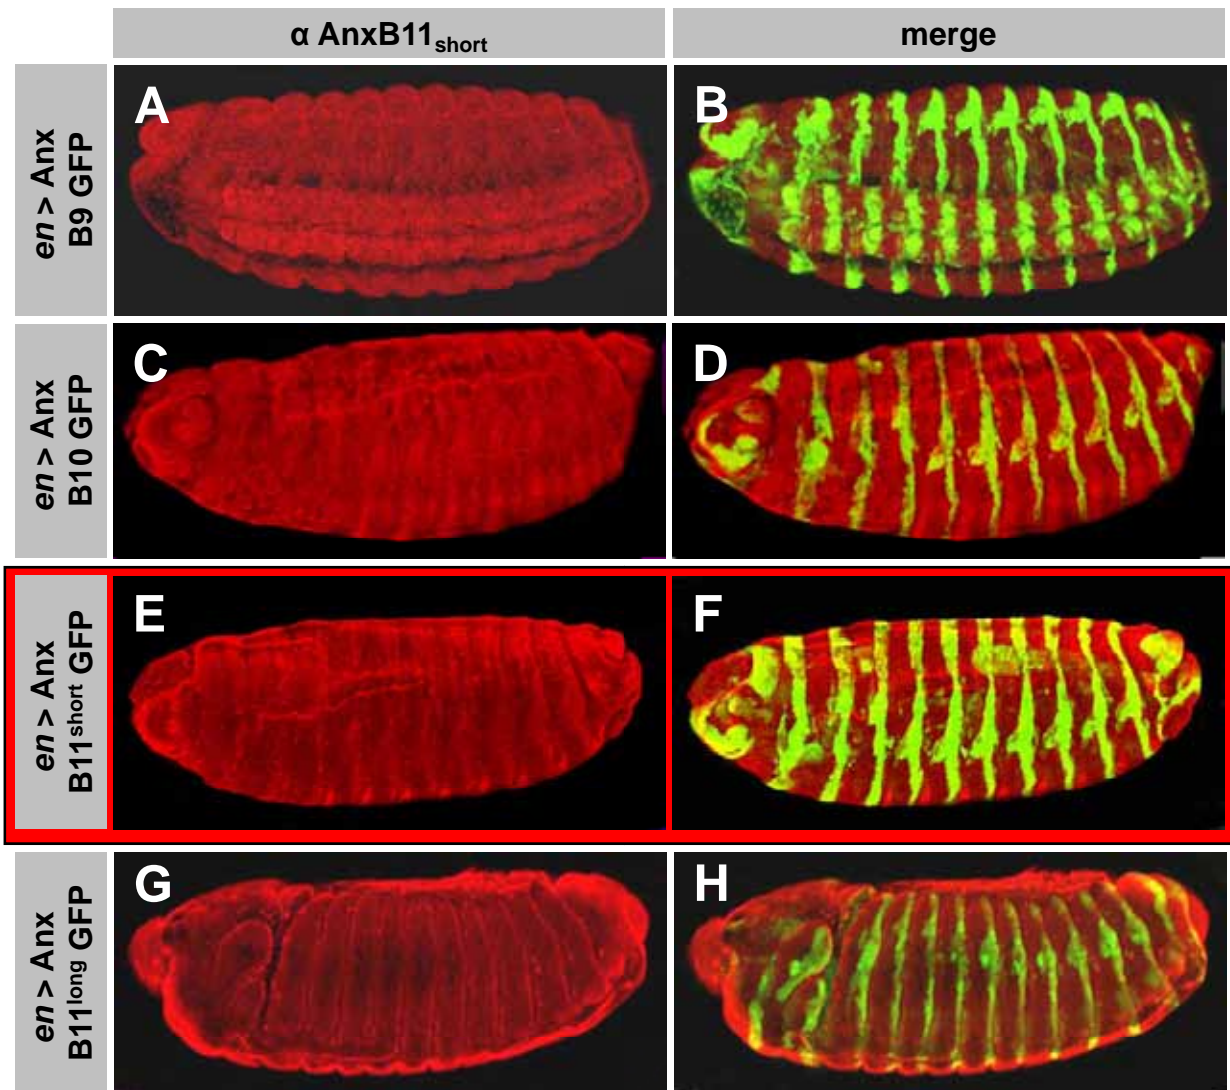 α AnxB11short
merge
en > Anx
B9 GFP
A
B
en > Anx
B10 GFP
C
D
en > Anx
B11short GFP
E
F
en > Anx
B11long GFP
G
H